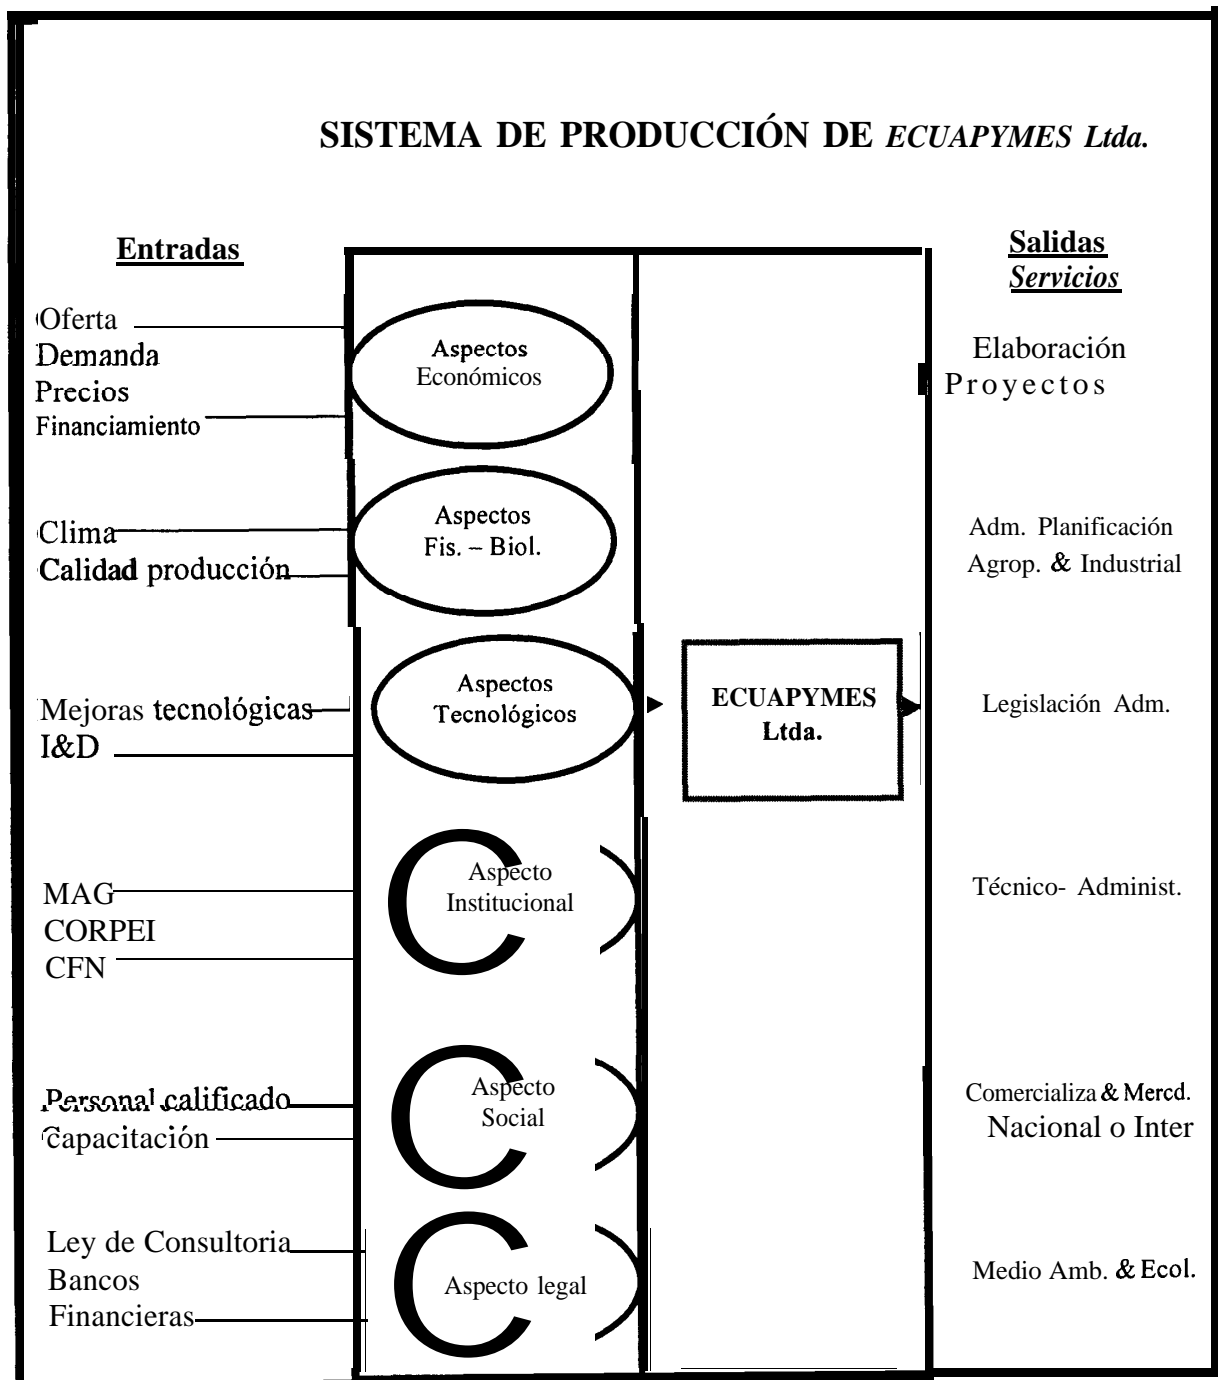 SISTEMA DE PRODUCCIÓN DE ECUAPYMES Ltda.
Entradas
Oferta
Demanda
Precios
Financiamiento
Clima
Calidad producción
Mejoras tecnológicas
I&D
MAG
CORPEI
CFN
Personal calificado
Capacitación
Ley de Consultoria
Bancos
Financieras
Aspectos
Económicos
Aspectos
Fis. – Biol.
Aspectos
Tecnológicos
Aspecto
Institucional
Aspecto
Social
Aspecto legal
ECUAPYMES
Ltda.
Salidas
Servicios
Elaboración
Proyectos
Adm. Planificación
Agrop. & Industrial
Legislación Adm.
Técnico- Administ.
Comercializa & Mercd.
Nacional o Inter
Medio Amb. & Ecol.